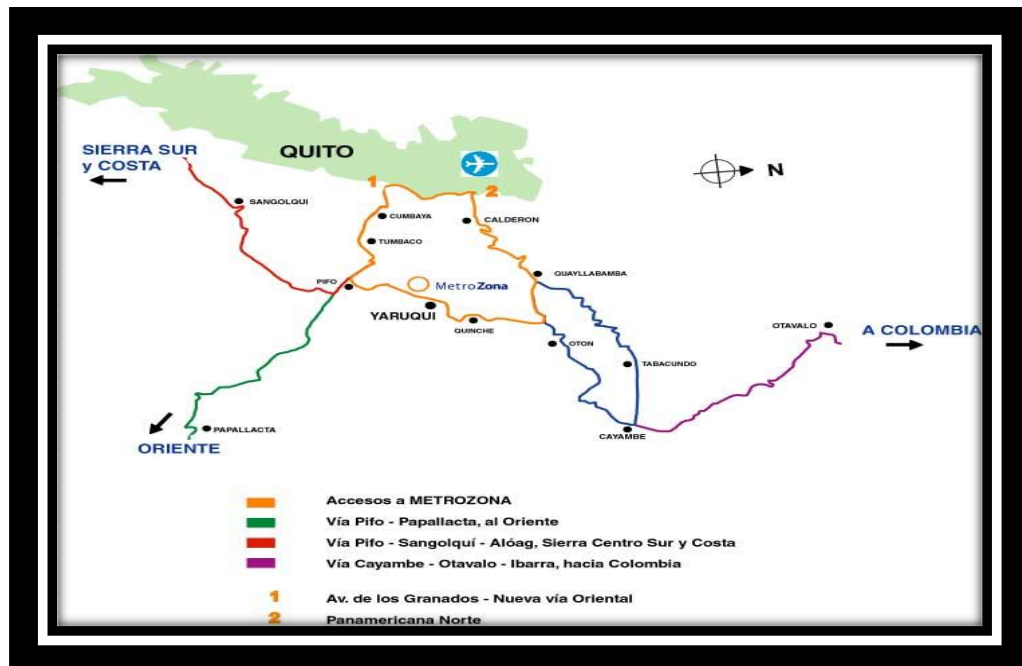 SIERRA SUR
y COSTA
QUITO
N
1
2
SANGOLQUI
CUMBAYA
CALDERON
TUMBACO
GUAYLLABAMBA
PIFO
MetroZona
YARUQUI
QUINCHE
OTAVALO
A COLOMBIA
OTON
TABACUNDO
PAPALLACTA
CAYAMBE
ORIENTE
Accesos a METROZONA
Vía Pifo - Papallacta, al Oriente
Vía Pifo - Sangolquí - Alóag, Sierra Centro Sur y Costa
Vía Cayambe - Otavalo - Ibarra, hacia Colombia
1 Av. de los Granados - Nueva vía Oriental
2 Panamericana Norte